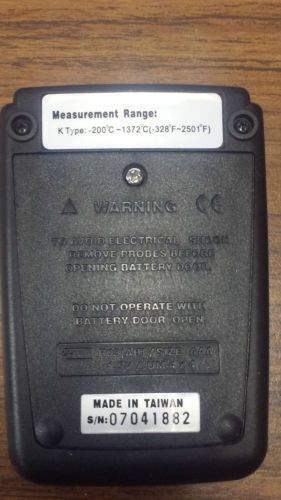 Measurement Range:
K Type: -200°C ~1372°C(-328°F~2501°F)
WARNING CE
TO AVOID ELECTRICAL SHOCK
REMOVE PROBES BEFORE
OPENING BATTERY DOOR.
DO NOT OPERATE WITH
BATTERY DOOR OPEN.
SIZE
MADE IN TAIWAN
S/N: 07041882